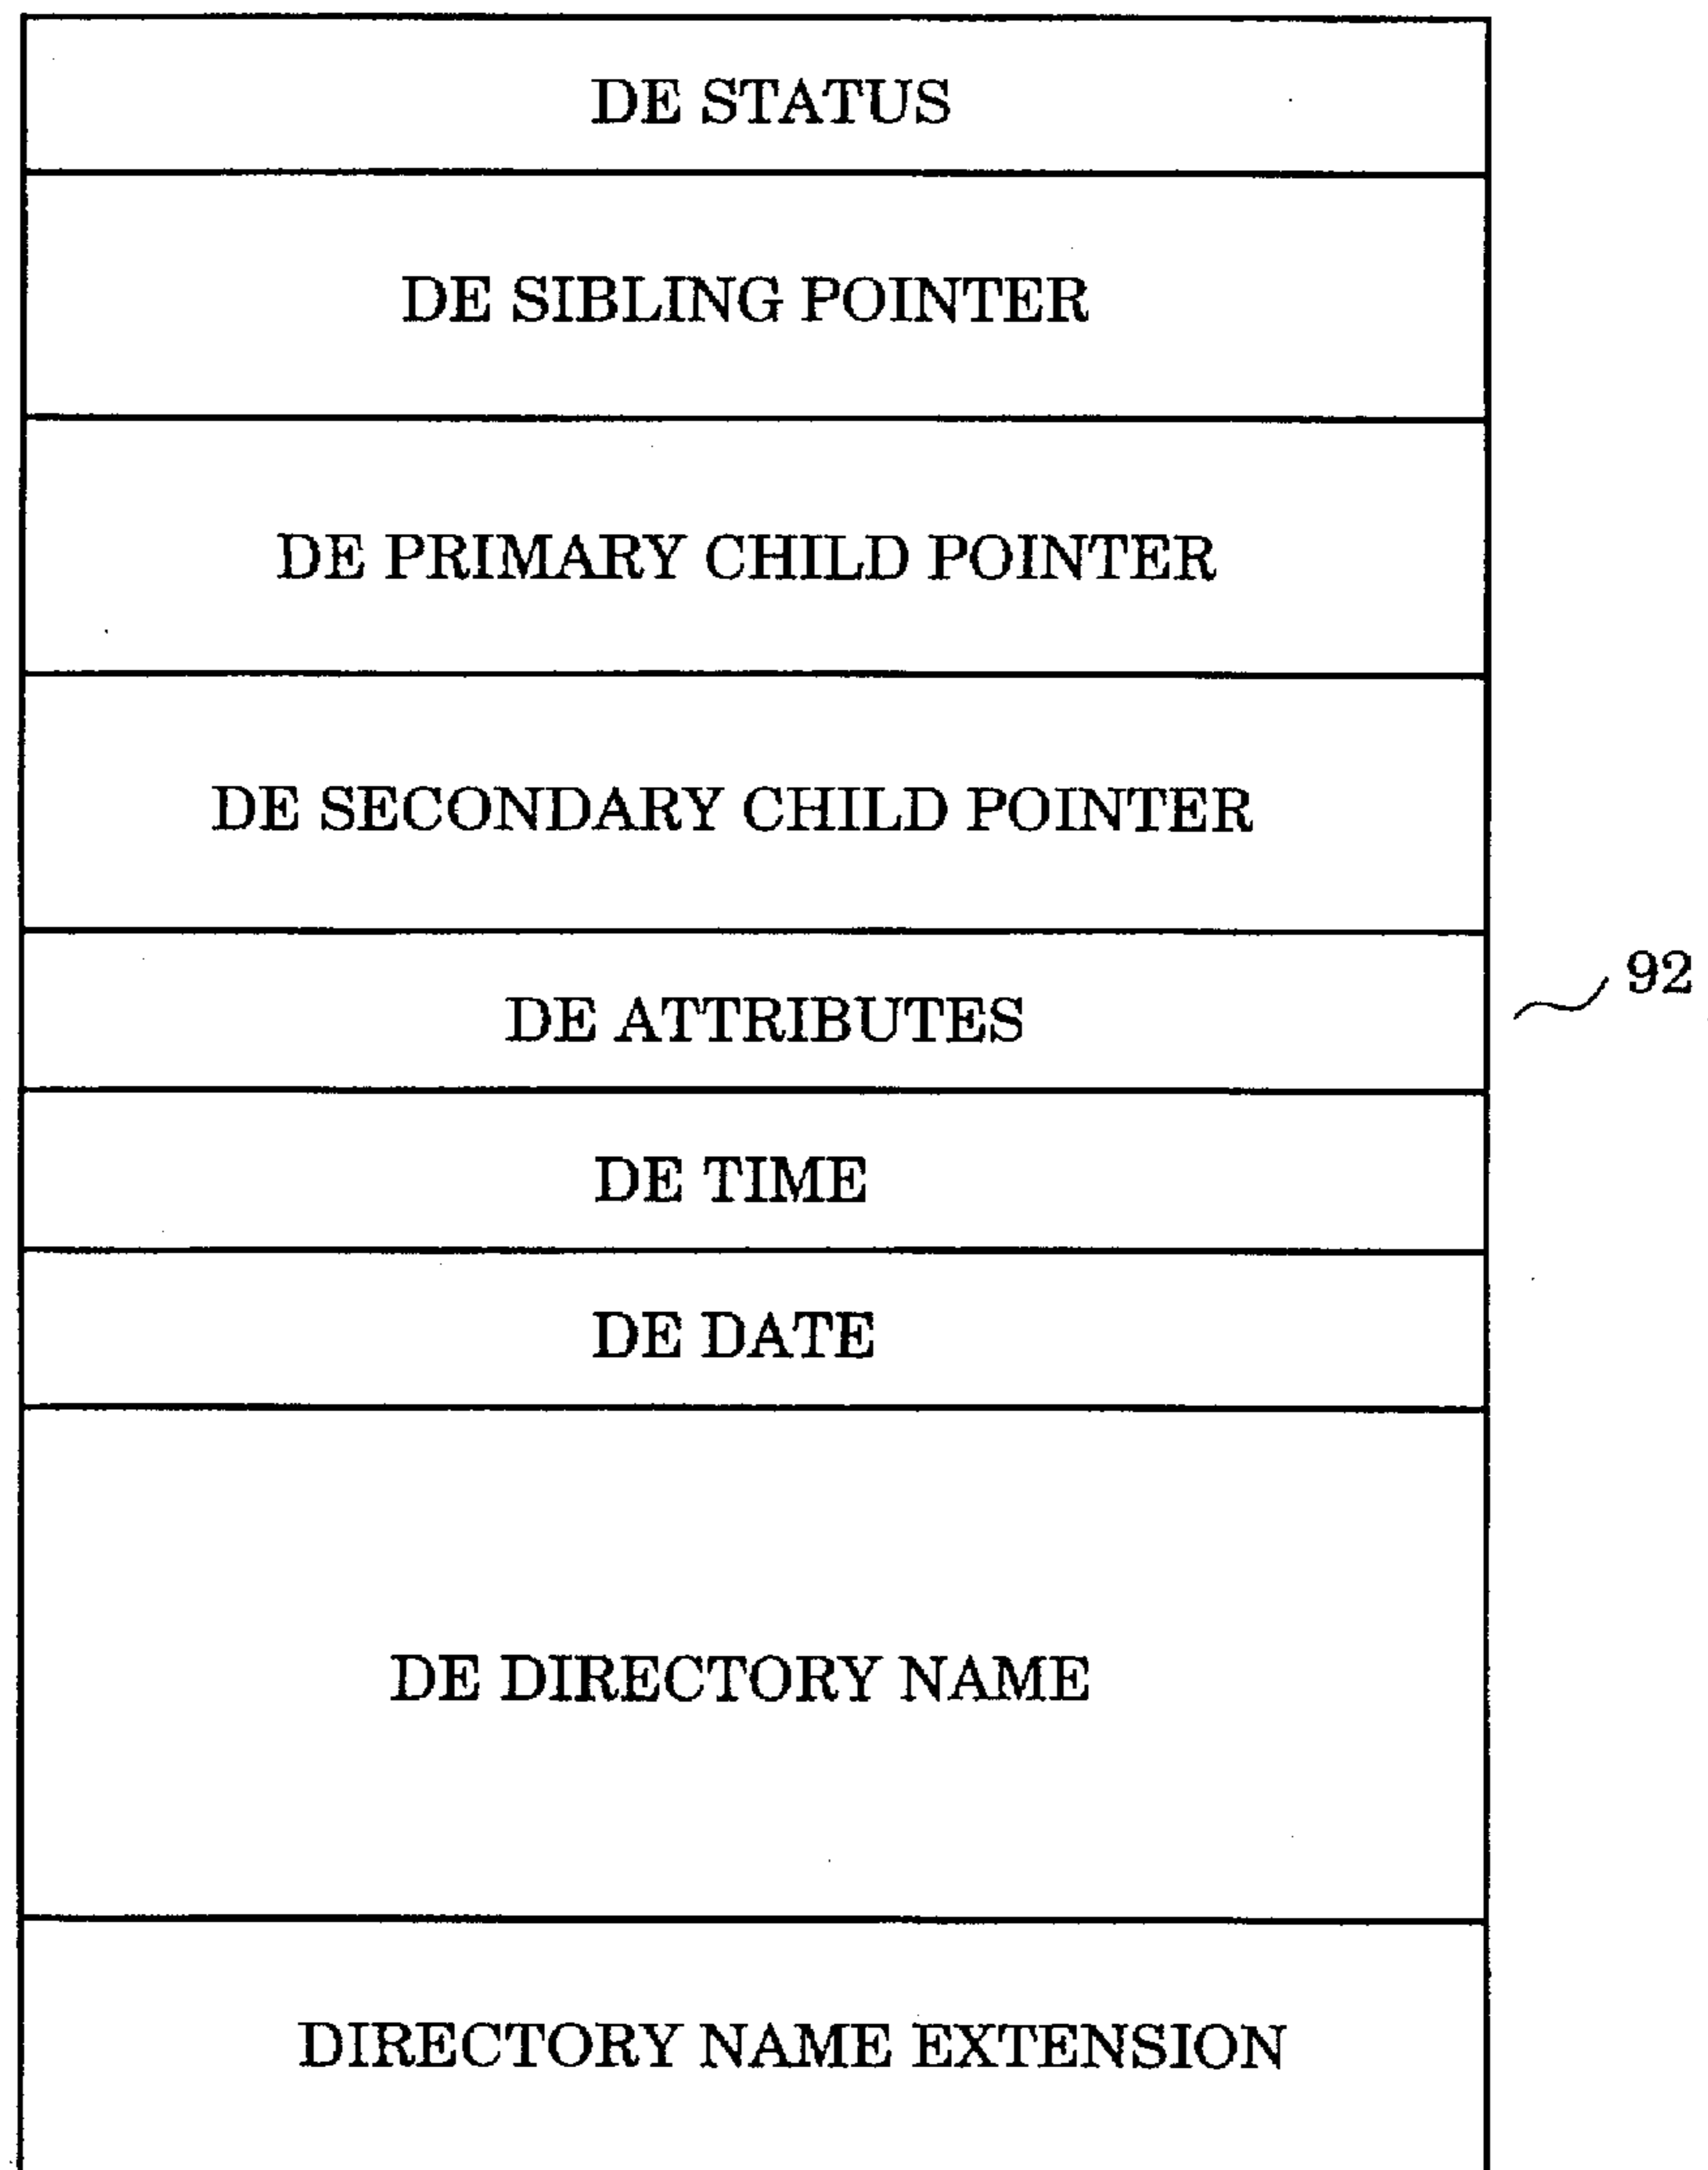 DE STATUS
DE SIBLING POINTER
DE PRIMARY CHILD POINTER
DE SECONDARY CHILD POINTER
DE ATTRIBUTES
92
DE TIME
DE DATE
DE DIRECTORY NAME
DIRECTORY NAME EXTENSION